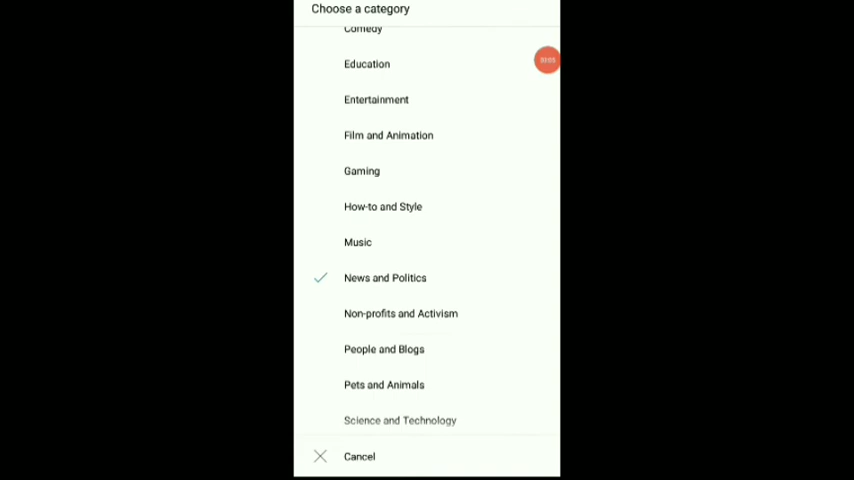 Choose a category
Comedy
Education
Entertainment
Film and Animation
Gaming
How-to and Style
Music
News and Politics
Non-profits and Activism
People and Blogs
Pets and Animals
Science and Technology
Cancel